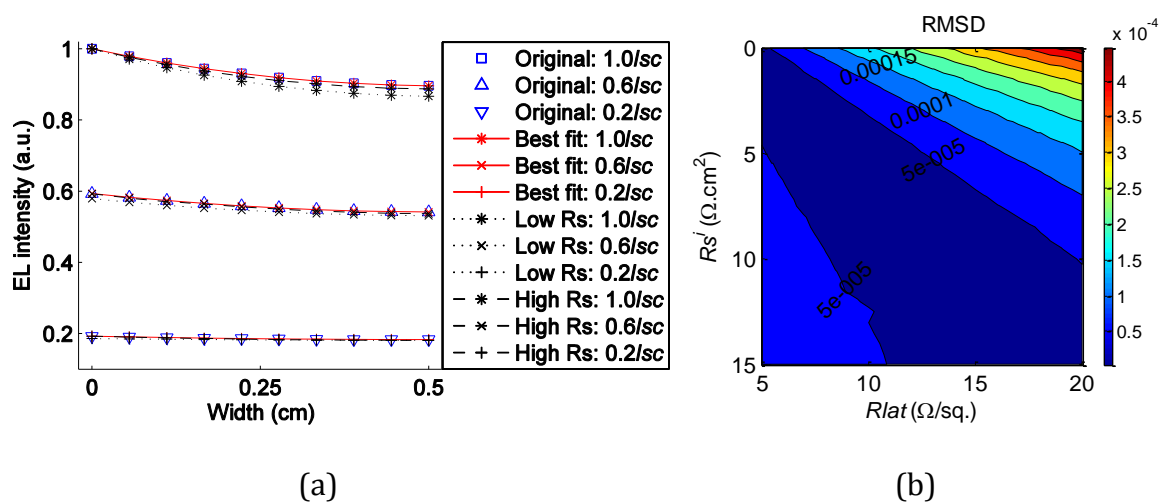 1
0.8
0.6
0.4
0.2
EL intensity (a.u.)
0
0.25
0.5
Width (cm)
Original: 1.0Isc
Original: 0.6Isc
Original: 0.2Isc
Best fit: 1.0Isc
Best fit: 0.6Isc
Best fit: 0.2Isc
Low Rs: 1.0Isc
Low Rs: 0.6Isc
Low Rs: 0.2Isc
High Rs: 1.0Isc
High Rs: 0.6Isc
High Rs: 0.2Isc
(a)
RMSD
x 10⁻⁴
0
5
10
15
Rsⁱ (Ω.cm2)
0.00015
0.0001
5e-005
5e-005
5
10
15
20
Rlat (Ω/sq.)
4
3.5
3
2.5
2
1.5
1
0.5
(b)